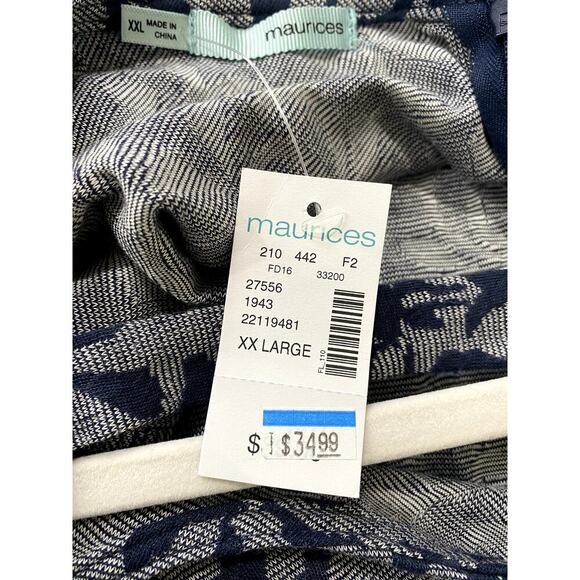 XXL
MADE IN
CHINA
maurices
maurices
210 442 F2
FD16 33200
27556
1943
22119481
XX LARGE
FL 110
$ $34.99